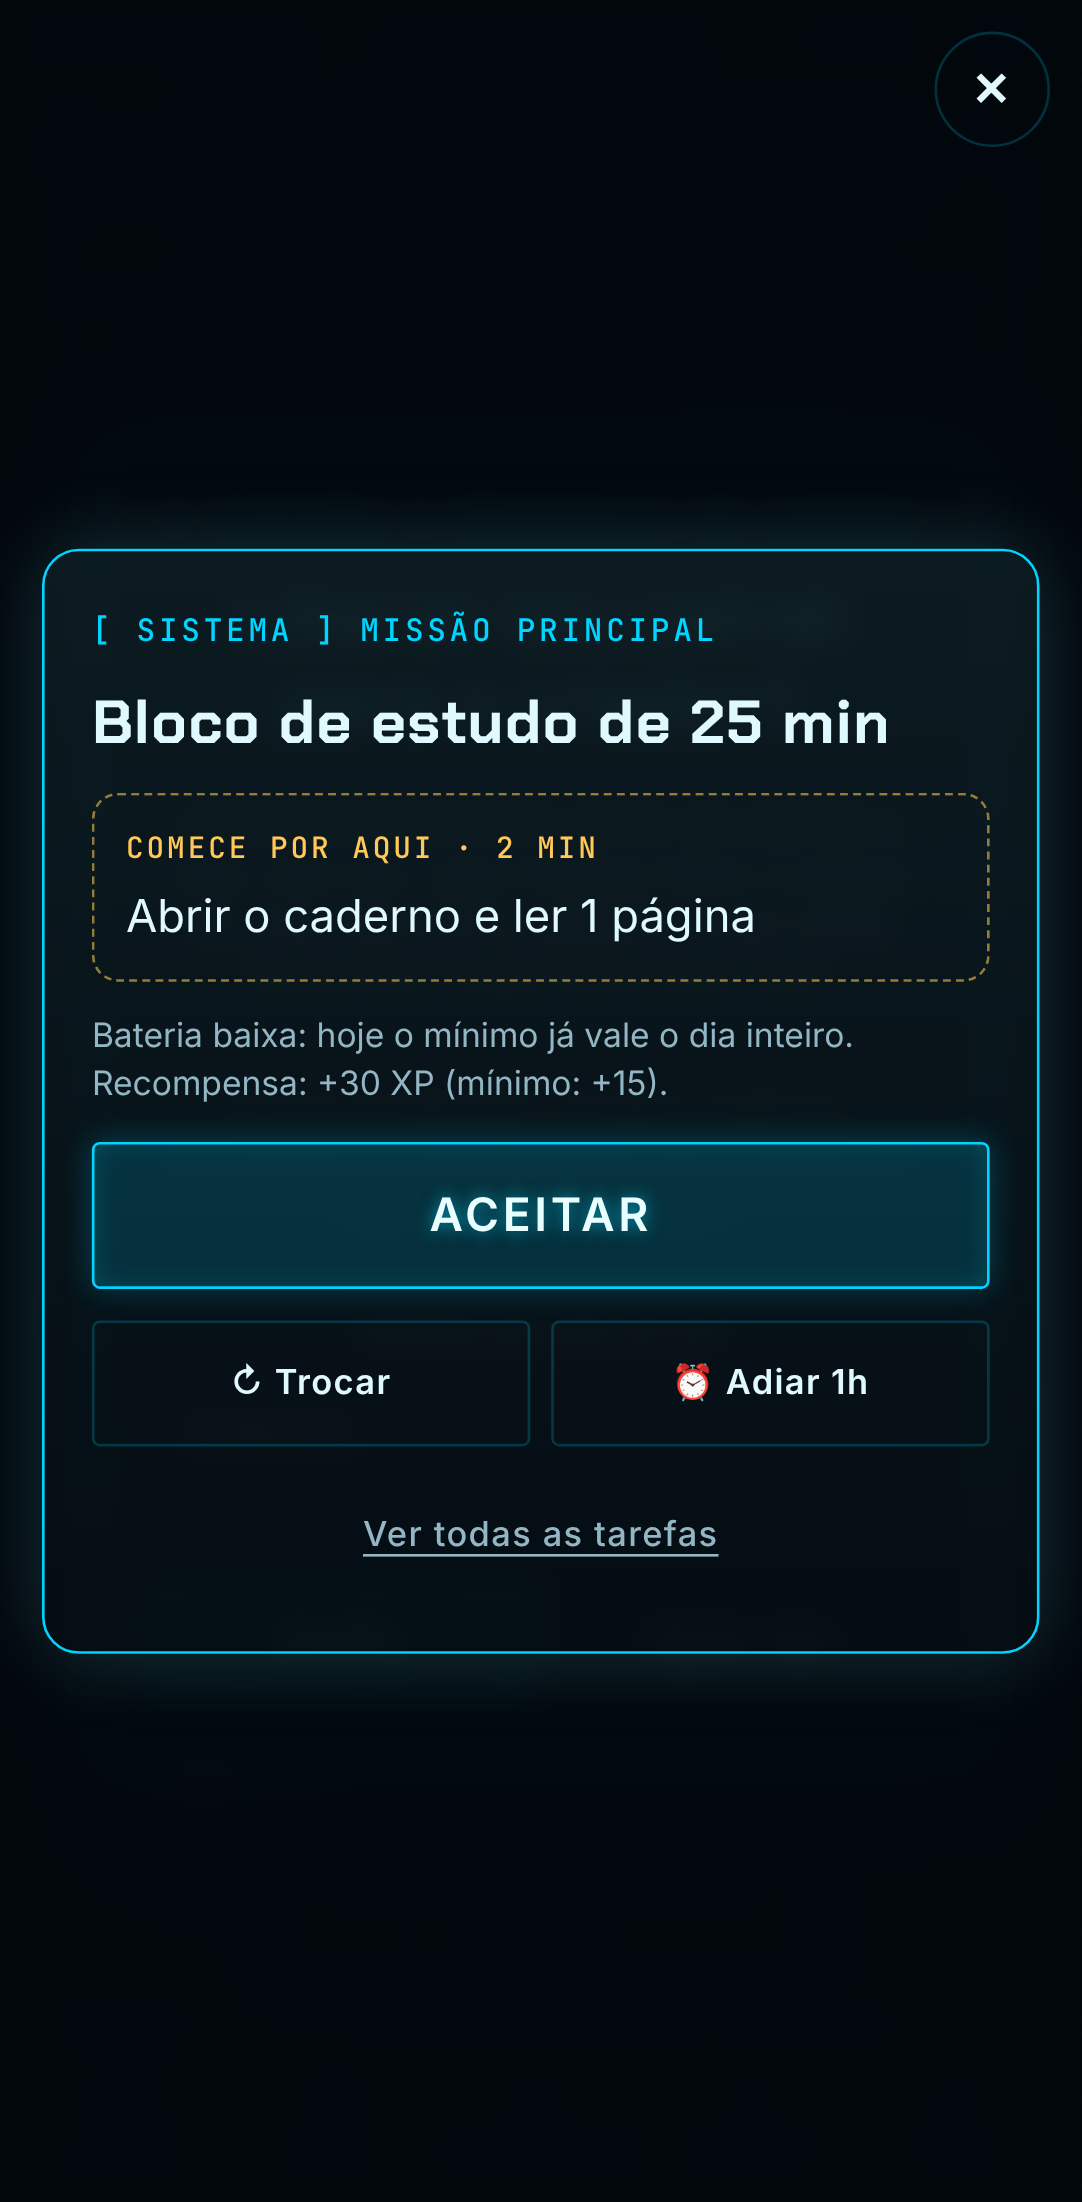 ✕
[ SISTEMA ] MISSÃO PRINCIPAL
Bloco de estudo de 25 min
COMECE POR AQUI · 2 MIN
Abrir o caderno e ler 1 página
Bateria baixa: hoje o mínimo já vale o dia inteiro.
Recompensa: +30 XP (mínimo: +15).
ACEITAR
↻ Trocar
⏰ Adiar 1h
Ver todas as tarefas